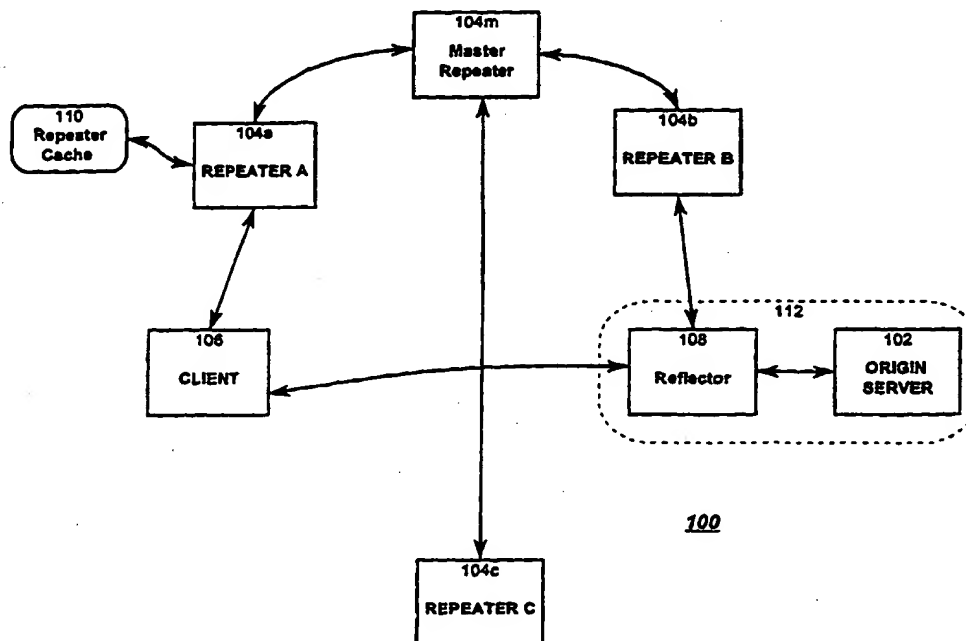 104m
Master
Repeater
110
Repeater
Cache
104a
REPEATER A
104b
REPEATER B
106
CLIENT
112
108
Reflector
102
ORIGIN
SERVER
100
104c
REPEATER C